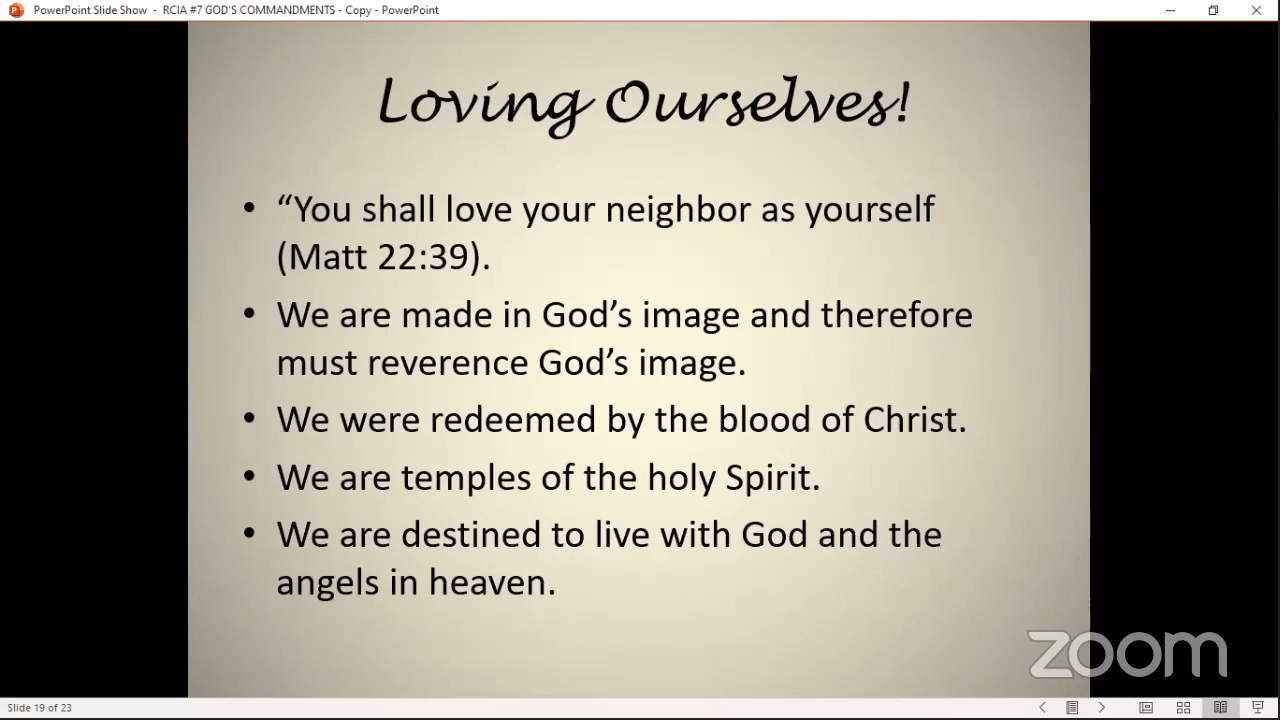 PowerPoint Slide Show - RCIA #7 GOD'S COMMANDMENTS - Copy - PowerPoint
Loving Ourselves!
• “You shall love your neighbor as yourself
(Matt 22:39).
• We are made in God’s image and therefore
must reverence God’s image.
• We were redeemed by the blood of Christ.
• We are temples of the holy Spirit.
• We are destined to live with God and the
angels in heaven.
zoom
Slide 19 of 23